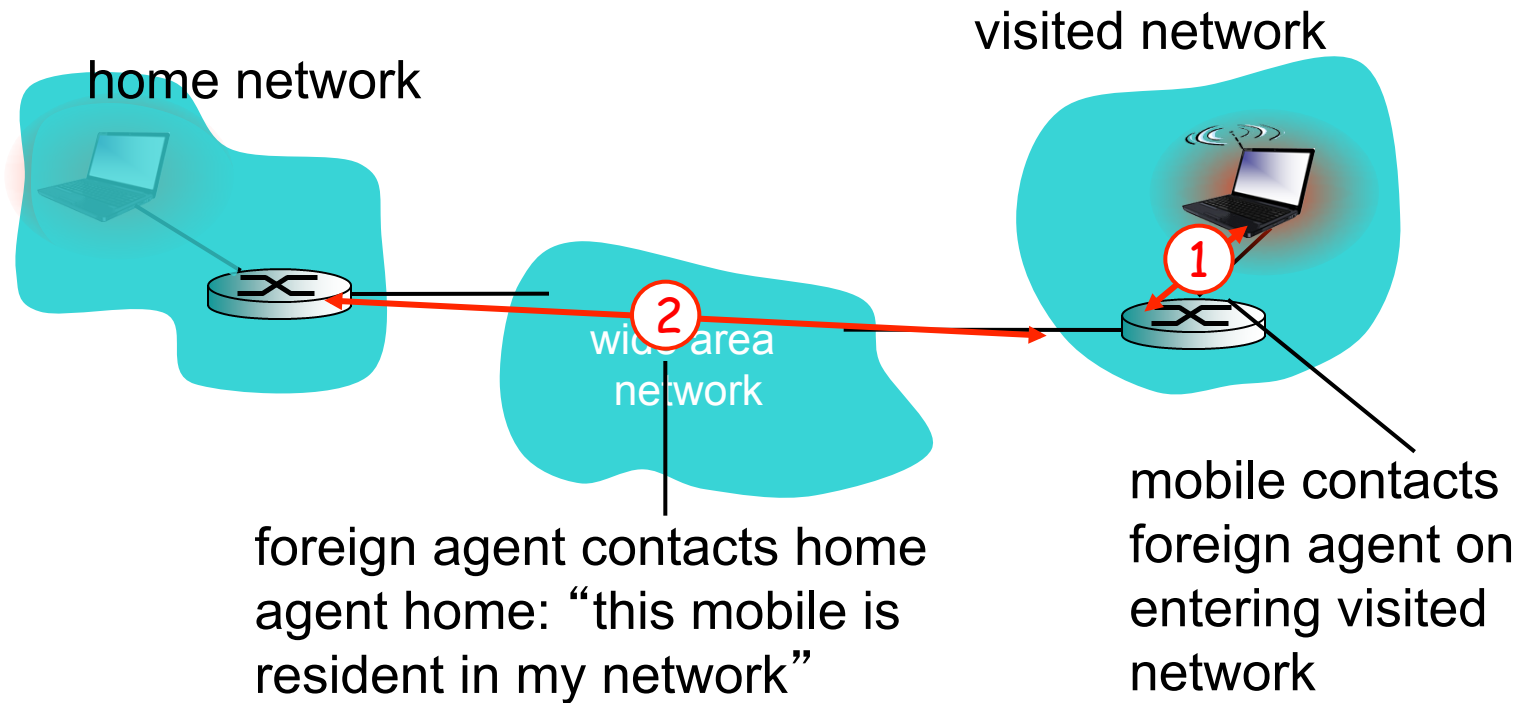 visited network
home network
1
2
wide area
network
foreign agent contacts home
agent home: “this mobile is
resident in my network”
mobile contacts
foreign agent on
entering visited
network